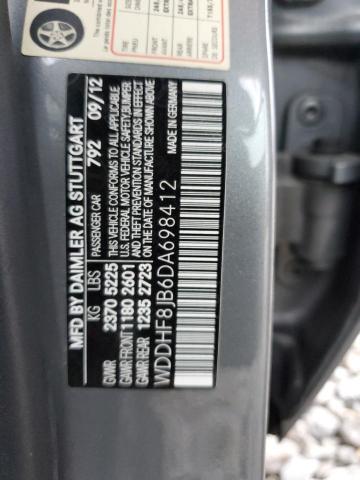 MFD BY DAIMLER AG STUTTGART
PASSENGER CAR 792 09/12
KG LBS
GWR 2370 5225
GAWR FRONT 1180 2601
GAWR REAR 1235 2723
THIS VEHICLE CONFORMS TO ALL APPLICABLE
U.S. FEDERAL MOTOR VEHICLE SAFETY, BUMPER,
AND THEFT PREVENTION STANDARDS IN EFFECT
ON THE DATE OF MANUFACTURE SHOWN ABOVE
MADE IN GERMANY
WDDHF8JB6DA698412